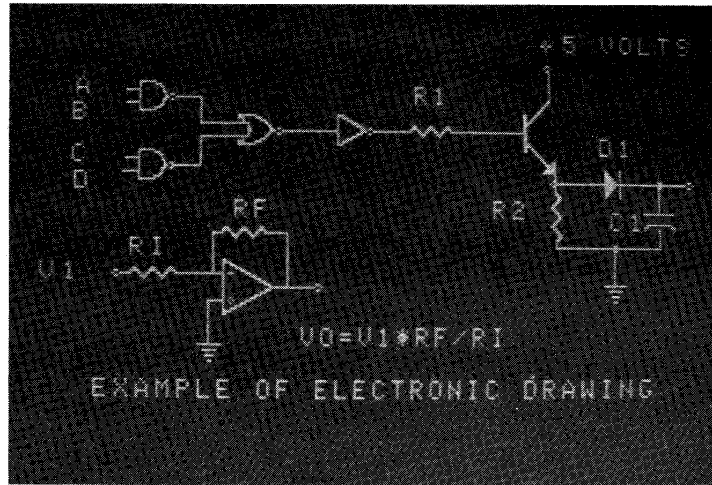 +5 VOLTS
A
B
R1
C
D
D1
R2
C1
RF
RI
V1
VO=V1*RF/RI
EXAMPLE OF ELECTRONIC DRAWING